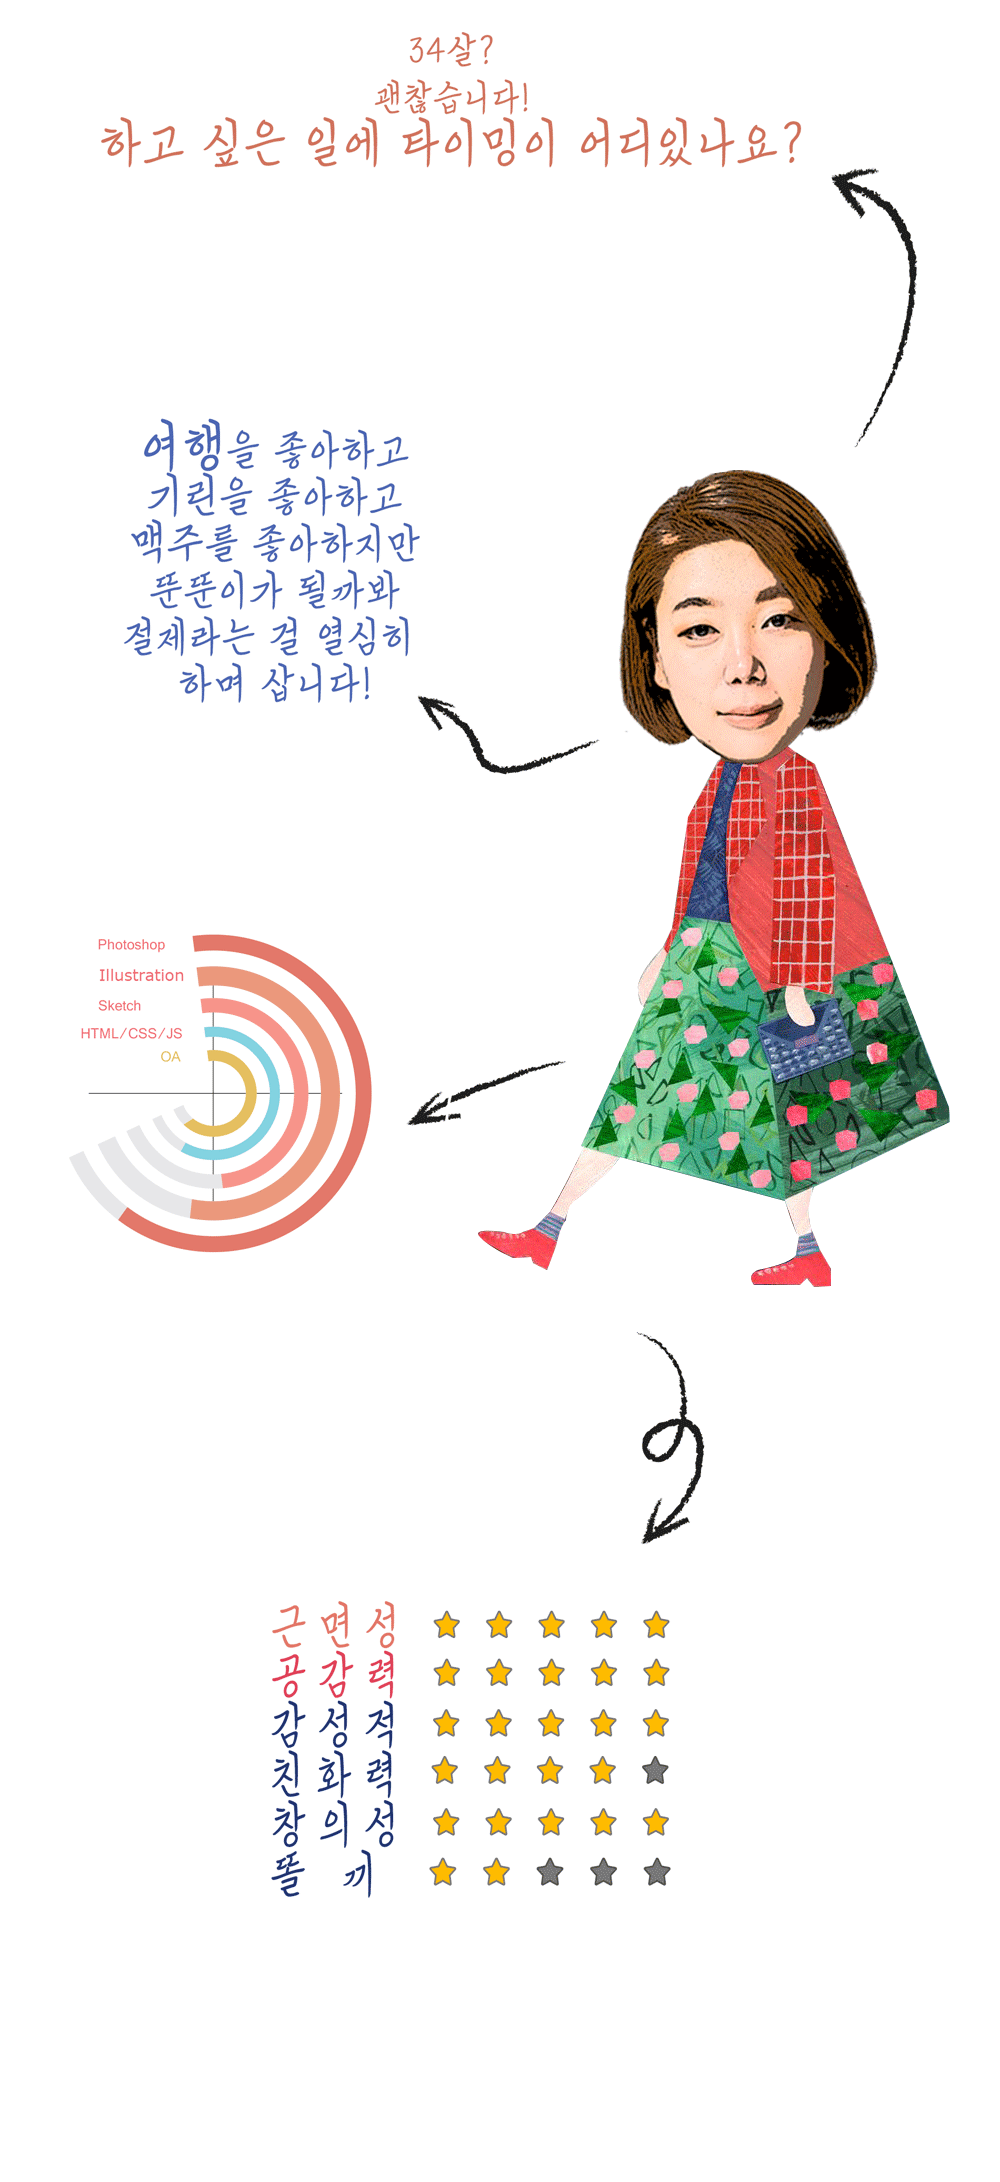 34살?
괜찮습니다!
하고 싶은 일에 타이밍이 어디있나요?
여행을 좋아하고
기린을 좋아하고
맥주를 좋아하지만
뚠뚠이가 될까봐
절제라는 걸 열심히
하며 삽니다!
Photoshop
Illustration
Sketch
HTML/CSS/JS
OA
근 면 성
공 감 력
감 성 적
친 화 력
창 의 성
똘 끼